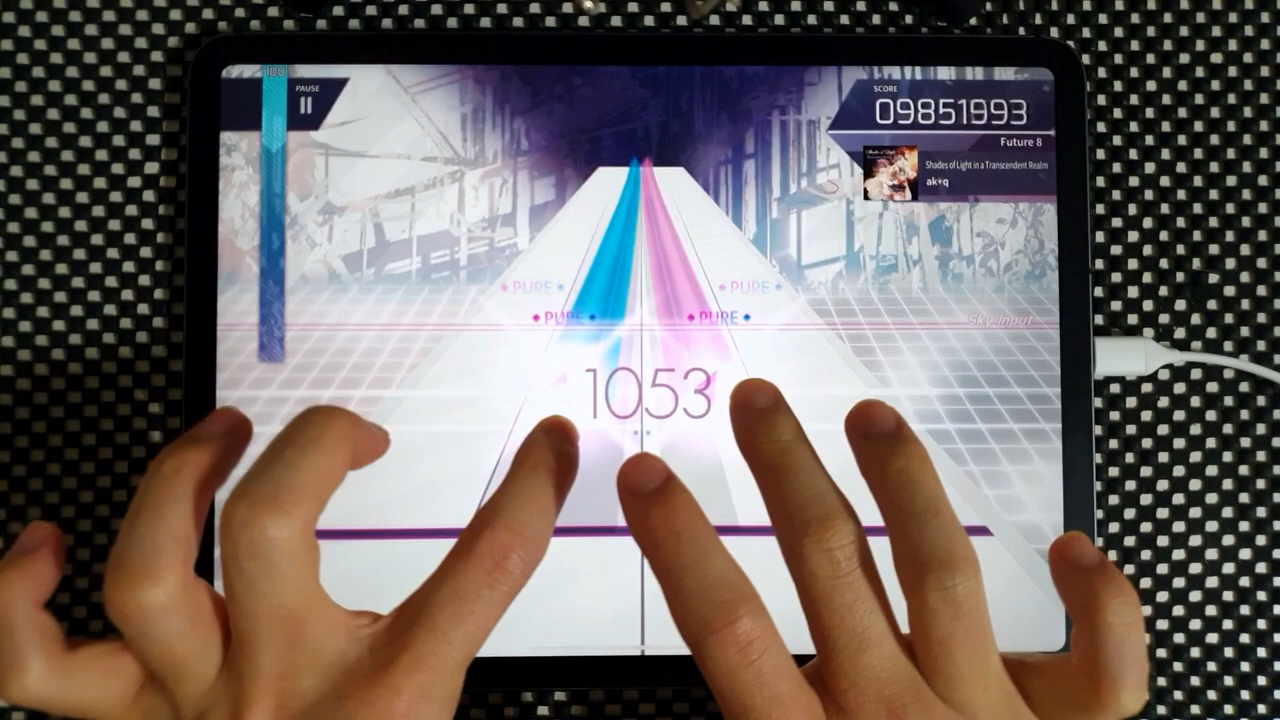 100
PAUSE
SCORE
09851993
Future 8
Shades of Light in a Transcendent Realm
ak+q
PURE
PURE
PURE
PURE
Sky Input
1053